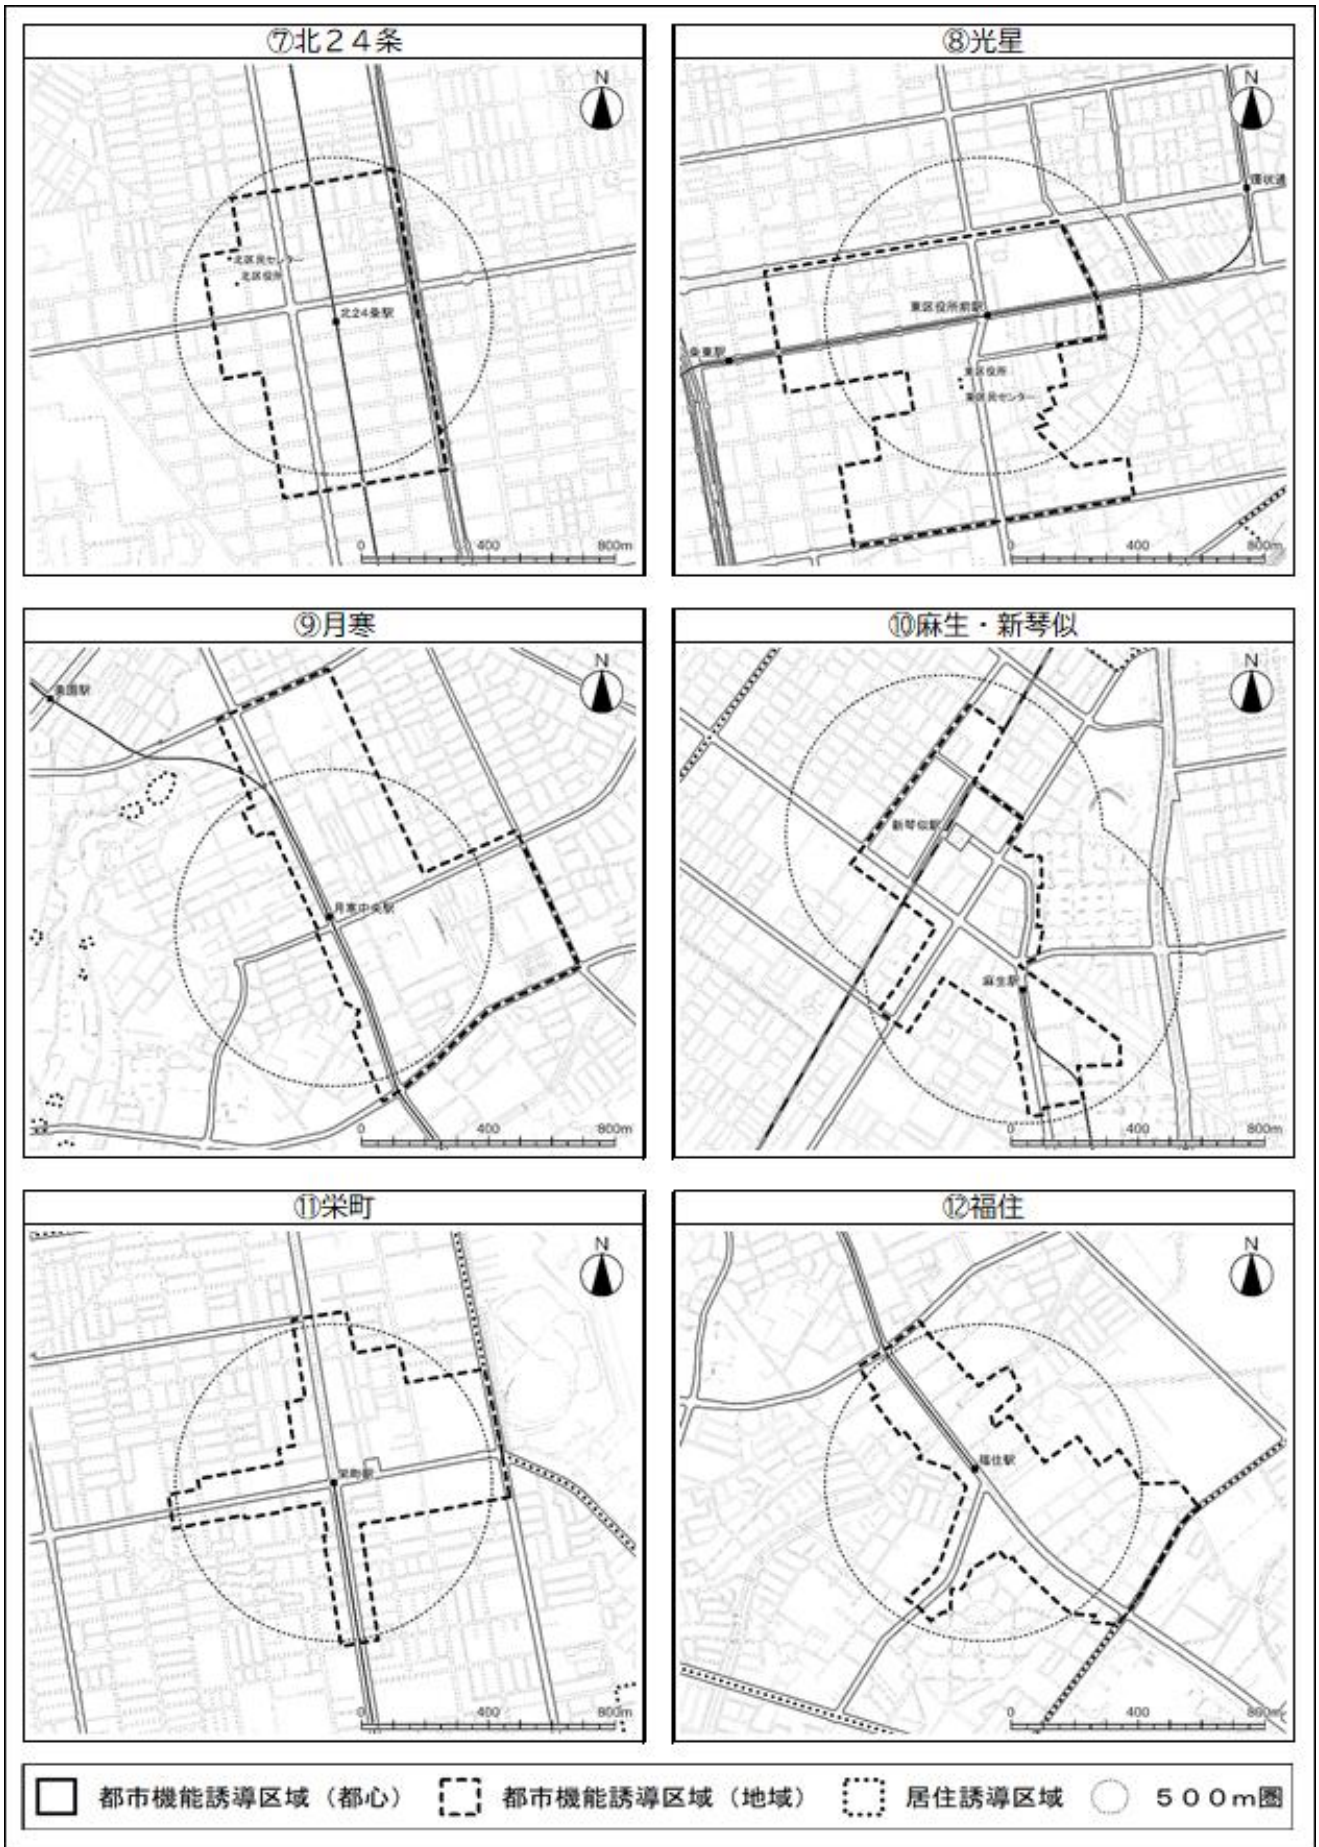 ⑦北２４条
N
北区民センター
北区役所
北24条駅
0 400 800m
⑧光星
N
環状通
東区役所前駅
条東駅
東区役所
東区民センター
0 400 800m
⑨月寒
N
美園駅
月寒中央駅
0 400 800m
⑩麻生・新琴似
N
新琴似駅
麻生駅
0 400 800m
⑪栄町
N
栄町駅
0 400 800m
⑫福住
N
福住駅
0 400 800m
都市機能誘導区域（都心） 都市機能誘導区域（地域） 居住誘導区域 ５００ｍ圏